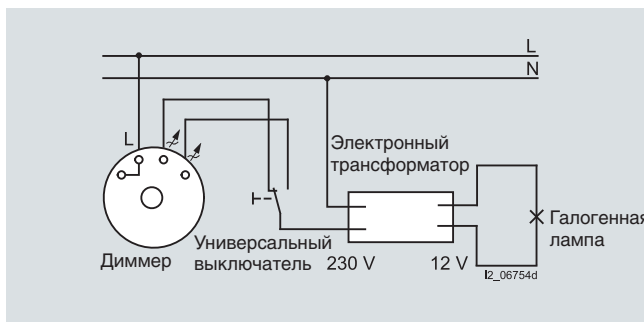 L
N
L
Электронный
трансформатор
Галогенная
лампа
Универсальный
выключатель
Диммер
230 V
12 V
I2_06754d